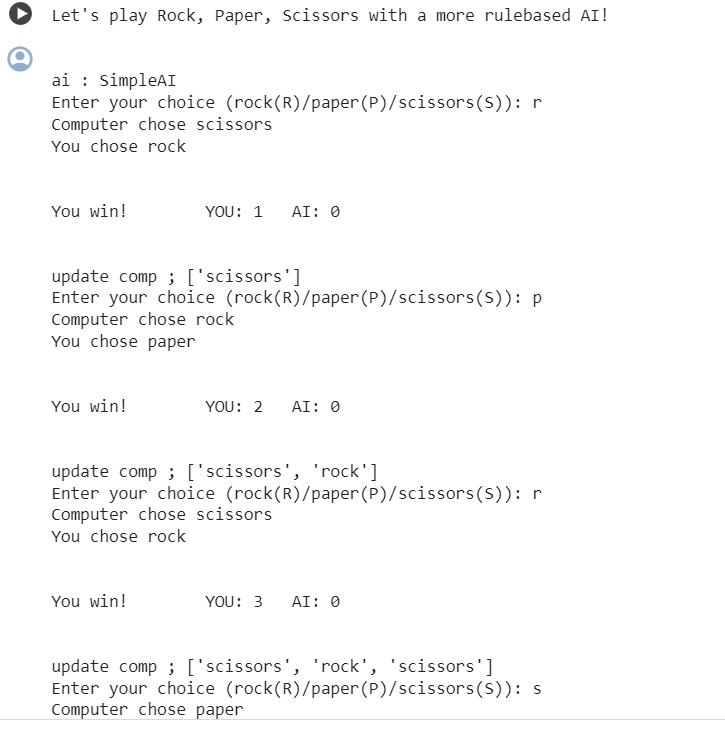 Let's play Rock, Paper, Scissors with a more rulebased AI!
ai : SimpleAI
Enter your choice (rock(R)/paper(P)/scissors(S)): r
Computer chose scissors
You chose rock
You win!        YOU: 1   AI: 0
update comp ; ['scissors']
Enter your choice (rock(R)/paper(P)/scissors(S)): p
Computer chose rock
You chose paper
You win!        YOU: 2   AI: 0
update comp ; ['scissors', 'rock']
Enter your choice (rock(R)/paper(P)/scissors(S)): r
Computer chose scissors
You chose rock
You win!        YOU: 3   AI: 0
update comp ; ['scissors', 'rock', 'scissors']
Enter your choice (rock(R)/paper(P)/scissors(S)): s
Computer chose paper